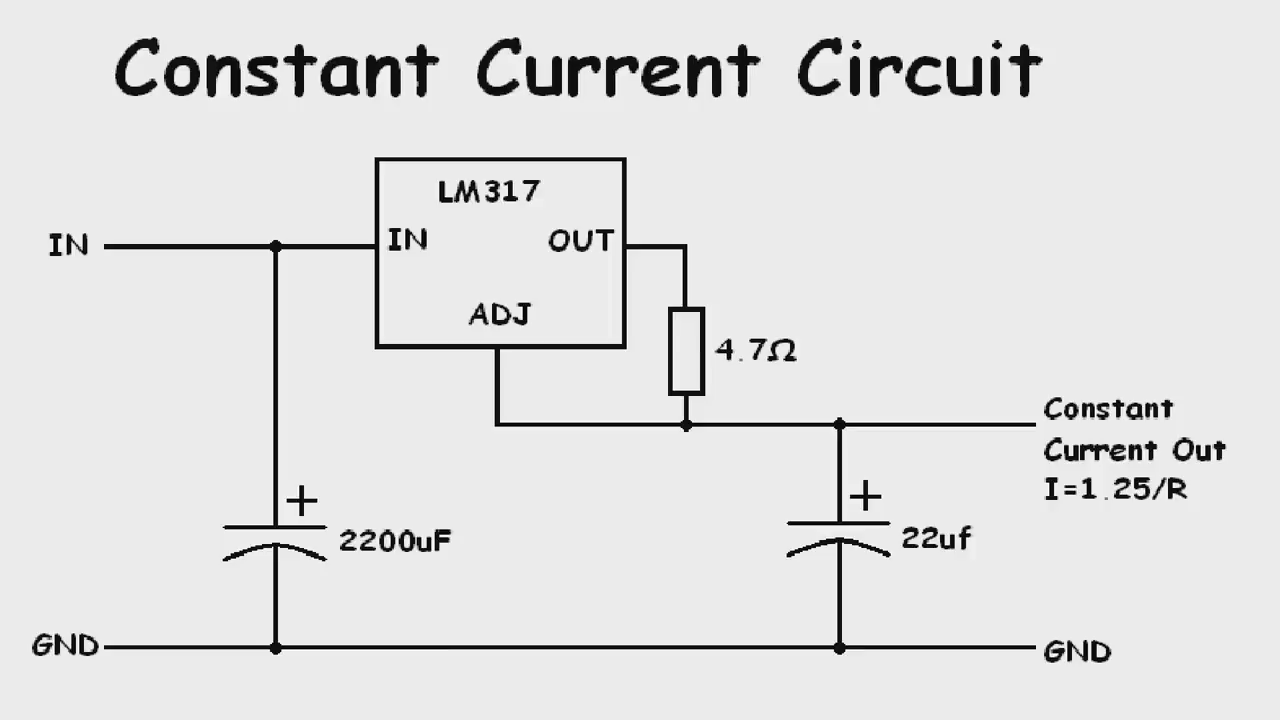 Constant Current Circuit
LM317
IN
IN
OUT
ADJ
4.7Ω
Constant
Current Out
I=1.25/R
+
2200uF
+
22uf
GND
GND